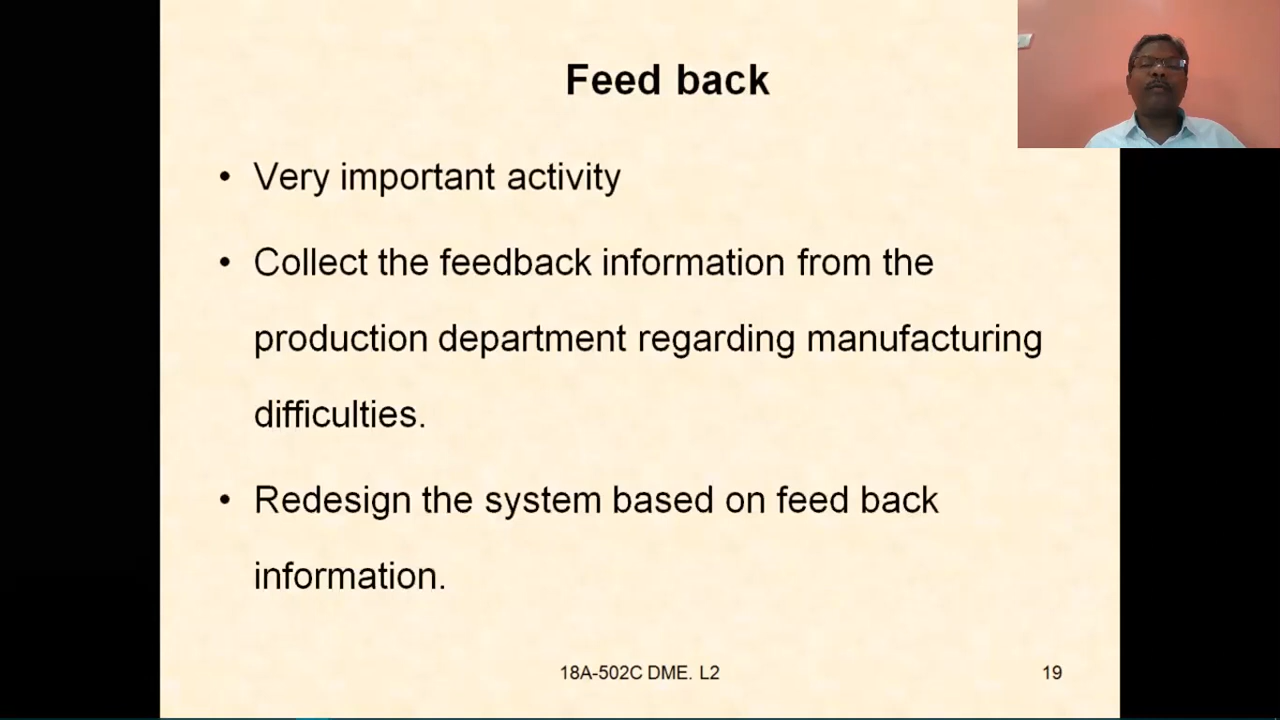 Feed back
• Very important activity
• Collect the feedback information from the
production department regarding manufacturing
difficulties.
• Redesign the system based on feed back
information.
18A-502C DME. L2
19